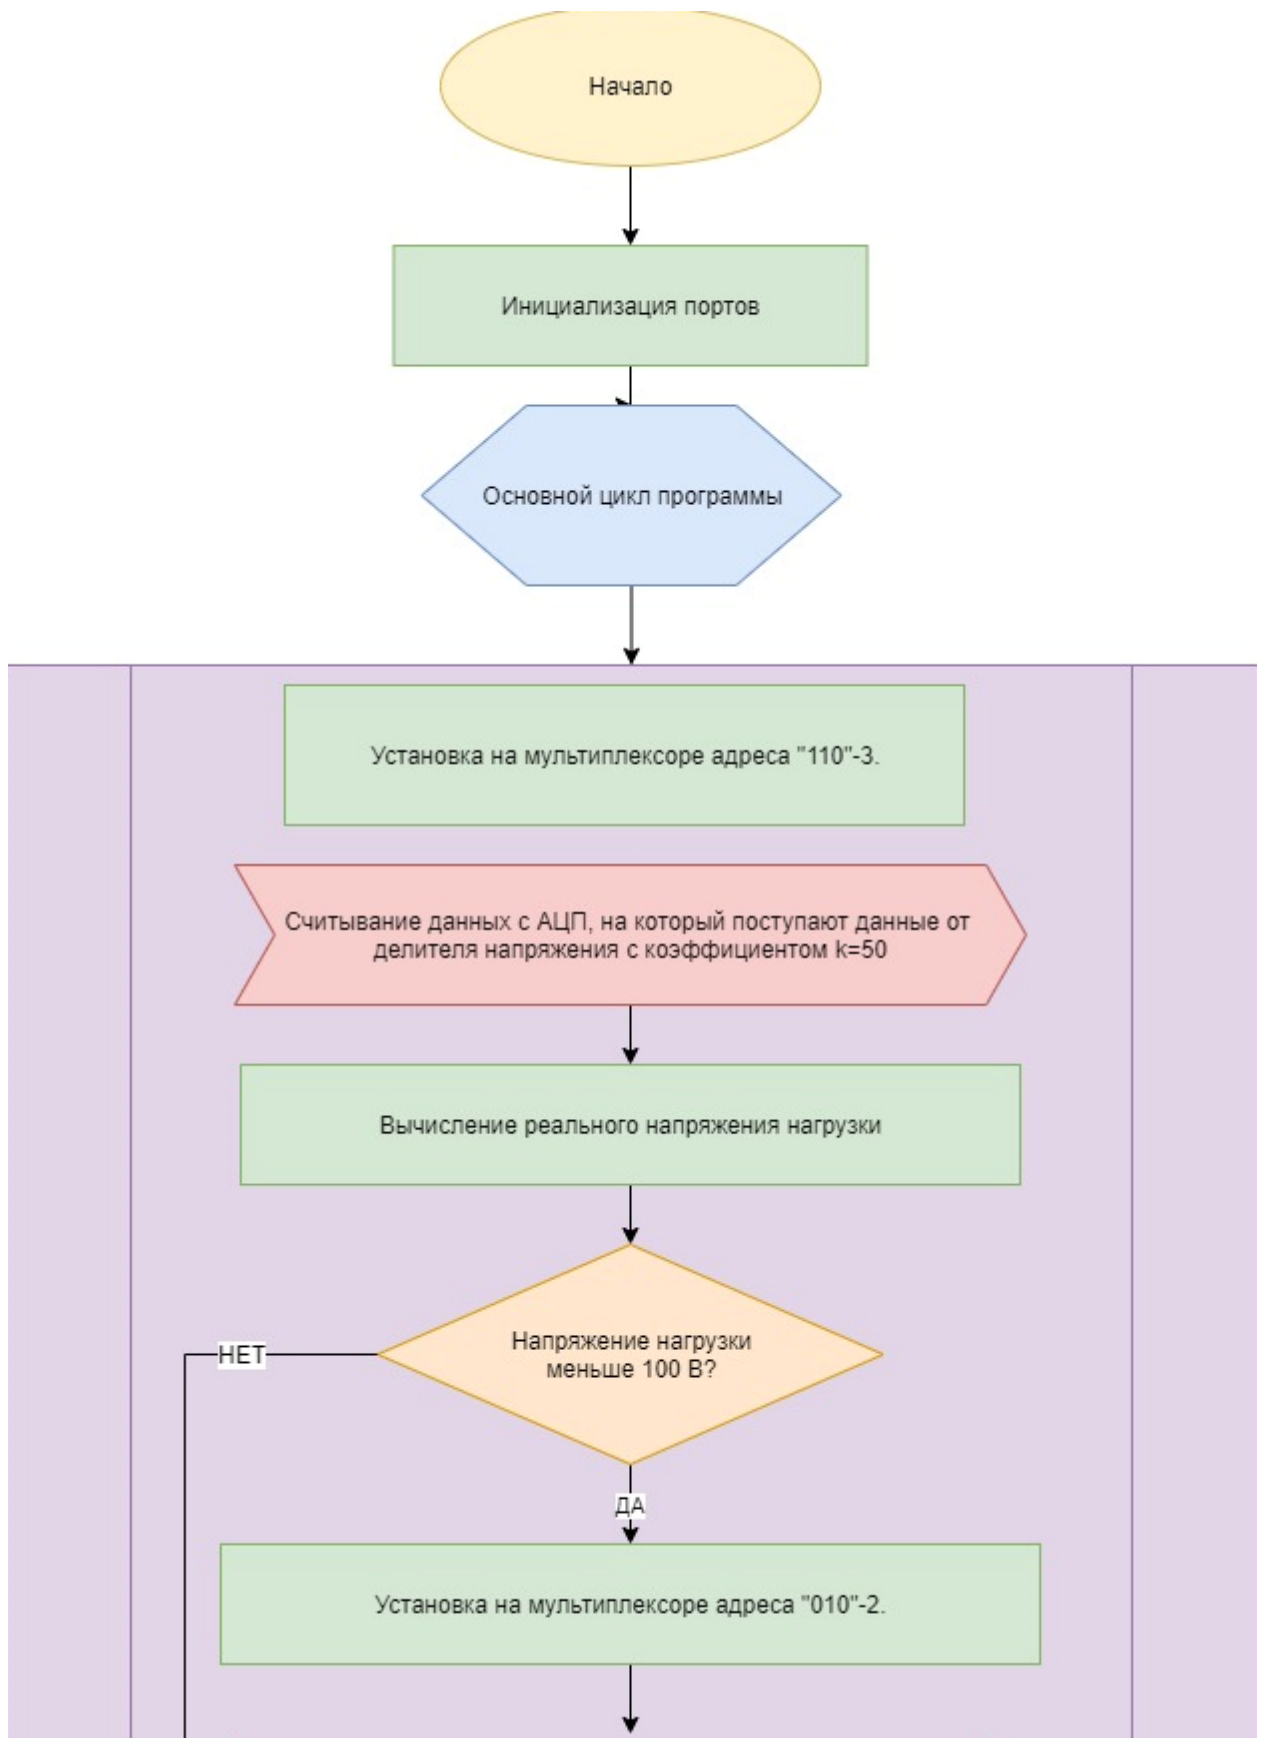 Начало
Инициализация портов
Основной цикл программы
Установка на мультиплексоре адреса "110"-3.
Считывание данных с АЦП, на который поступают данные от
делителя напряжения с коэффициентом k=50
Вычисление реального напряжения нагрузки
Напряжение нагрузки
меньше 100 В?
НЕТ
ДА
Установка на мультиплексоре адреса "010"-2.